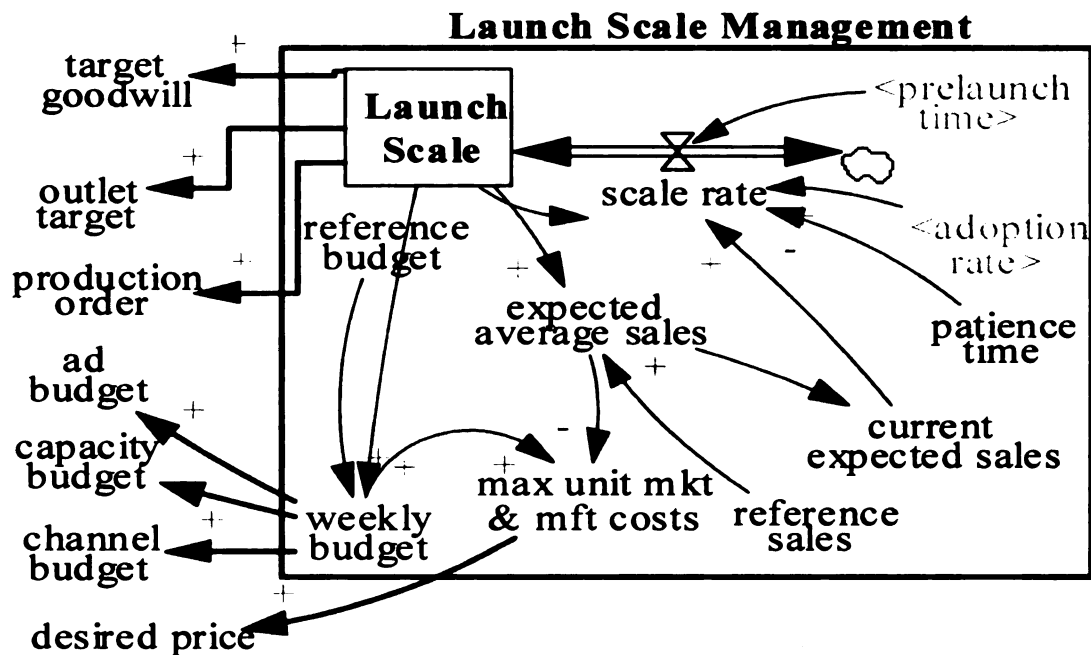 Launch Scale Management
target
goodwill
Launch
Scale
<prelaunch
time>
outlet
target
scale rate
reference
budget
<adoption
rate>
production
order
expected
average sales
patience
time
ad
budget
capacity
budget
current
expected sales
max unit mkt
& mft costs
reference
sales
weekly
budget
channel
budget
desired price
+
+
+
+
+
+
+
+
+
+
+
+
-
-
-